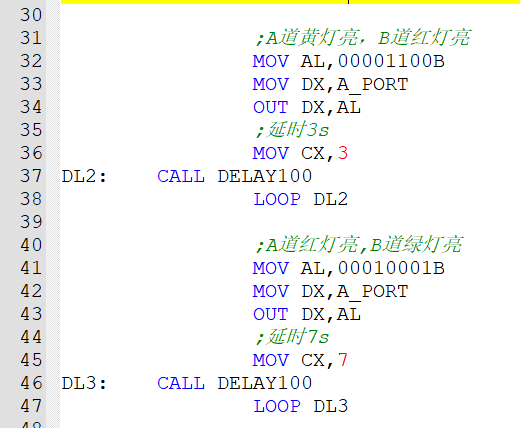 30
31 ;A道黄灯亮，B道红灯亮
32 MOV AL,00001100B
33 MOV DX,A_PORT
34 OUT DX,AL
35 ;延时3s
36 MOV CX,3
37 DL2: CALL DELAY100
38 LOOP DL2
39
40 ;A道红灯亮,B道绿灯亮
41 MOV AL,00010001B
42 MOV DX,A_PORT
43 OUT DX,AL
44 ;延时7s
45 MOV CX,7
46 DL3: CALL DELAY100
47 LOOP DL3